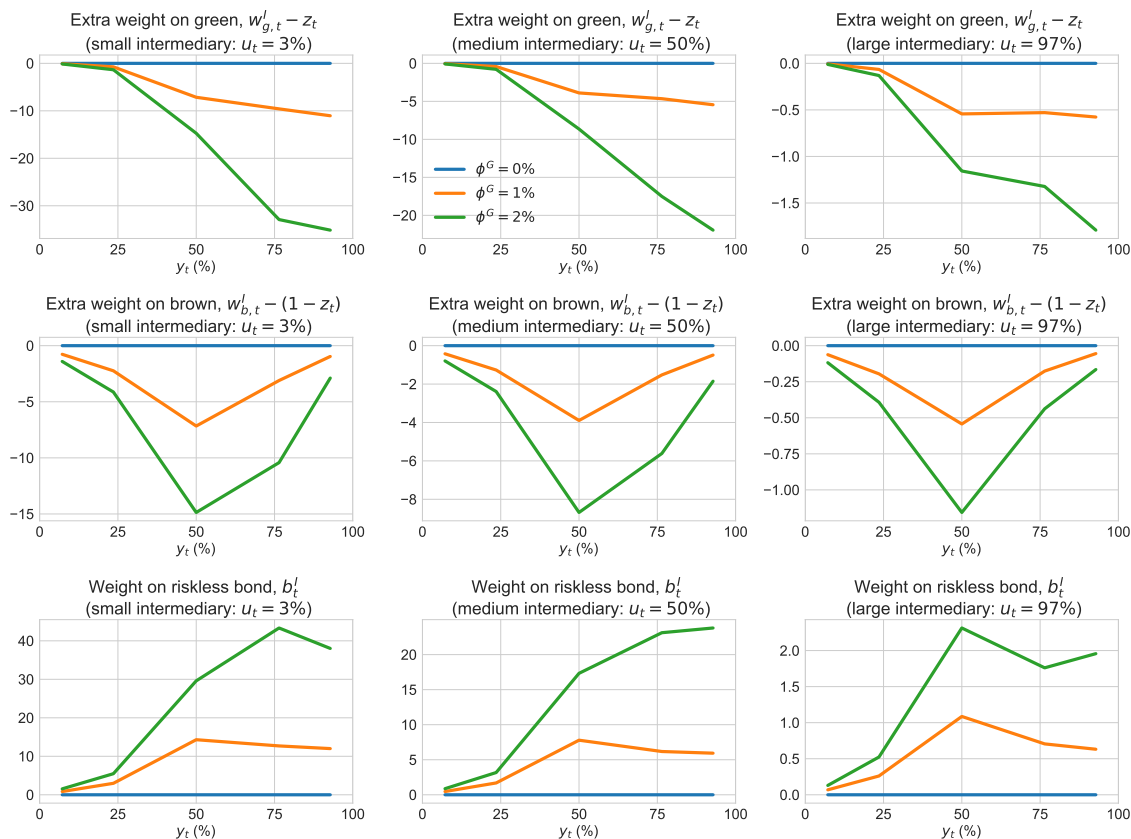 Extra weight on green, $w^I_{g,t} - z_t$
(small intermediary: $u_t = 3\%$)
0
−10
−20
−30
0 25 50 75 100
$y_t$ (%)
Extra weight on green, $w^I_{g,t} - z_t$
(medium intermediary: $u_t = 50\%$)
0
−5
−10
−15
−20
$\phi^G = 0\%$
$\phi^G = 1\%$
$\phi^G = 2\%$
0 25 50 75 100
$y_t$ (%)
Extra weight on green, $w^I_{g,t} - z_t$
(large intermediary: $u_t = 97\%$)
0.0
−0.5
−1.0
−1.5
0 25 50 75 100
$y_t$ (%)
Extra weight on brown, $w^I_{b,t} - (1 - z_t)$
(small intermediary: $u_t = 3\%$)
0
−5
−10
−15
0 25 50 75 100
$y_t$ (%)
Extra weight on brown, $w^I_{b,t} - (1 - z_t)$
(medium intermediary: $u_t = 50\%$)
0
−2
−4
−6
−8
0 25 50 75 100
$y_t$ (%)
Extra weight on brown, $w^I_{b,t} - (1 - z_t)$
(large intermediary: $u_t = 97\%$)
0.00
−0.25
−0.50
−0.75
−1.00
0 25 50 75 100
$y_t$ (%)
Weight on riskless bond, $b^I_t$
(small intermediary: $u_t = 3\%$)
40
30
20
10
0
0 25 50 75 100
$y_t$ (%)
Weight on riskless bond, $b^I_t$
(medium intermediary: $u_t = 50\%$)
20
15
10
5
0
0 25 50 75 100
$y_t$ (%)
Weight on riskless bond, $b^I_t$
(large intermediary: $u_t = 97\%$)
2.0
1.5
1.0
0.5
0.0
0 25 50 75 100
$y_t$ (%)